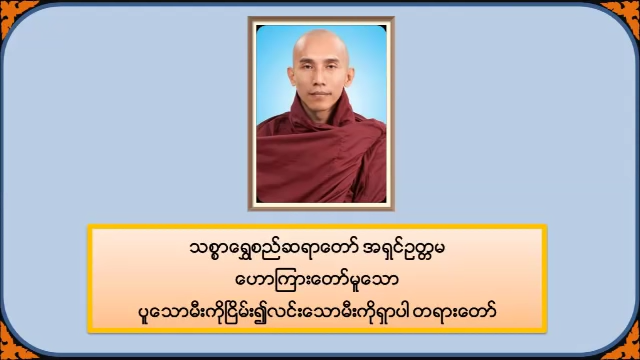 သစ္စာရွှေစည်ဆရာတော် အရှင်ဥတ္တမ
ဟောကြားတော်မူသော
ပူသောမီးကိုငြိမ်း၍လင်းသောမီးကိုရှာပါ တရားတော်